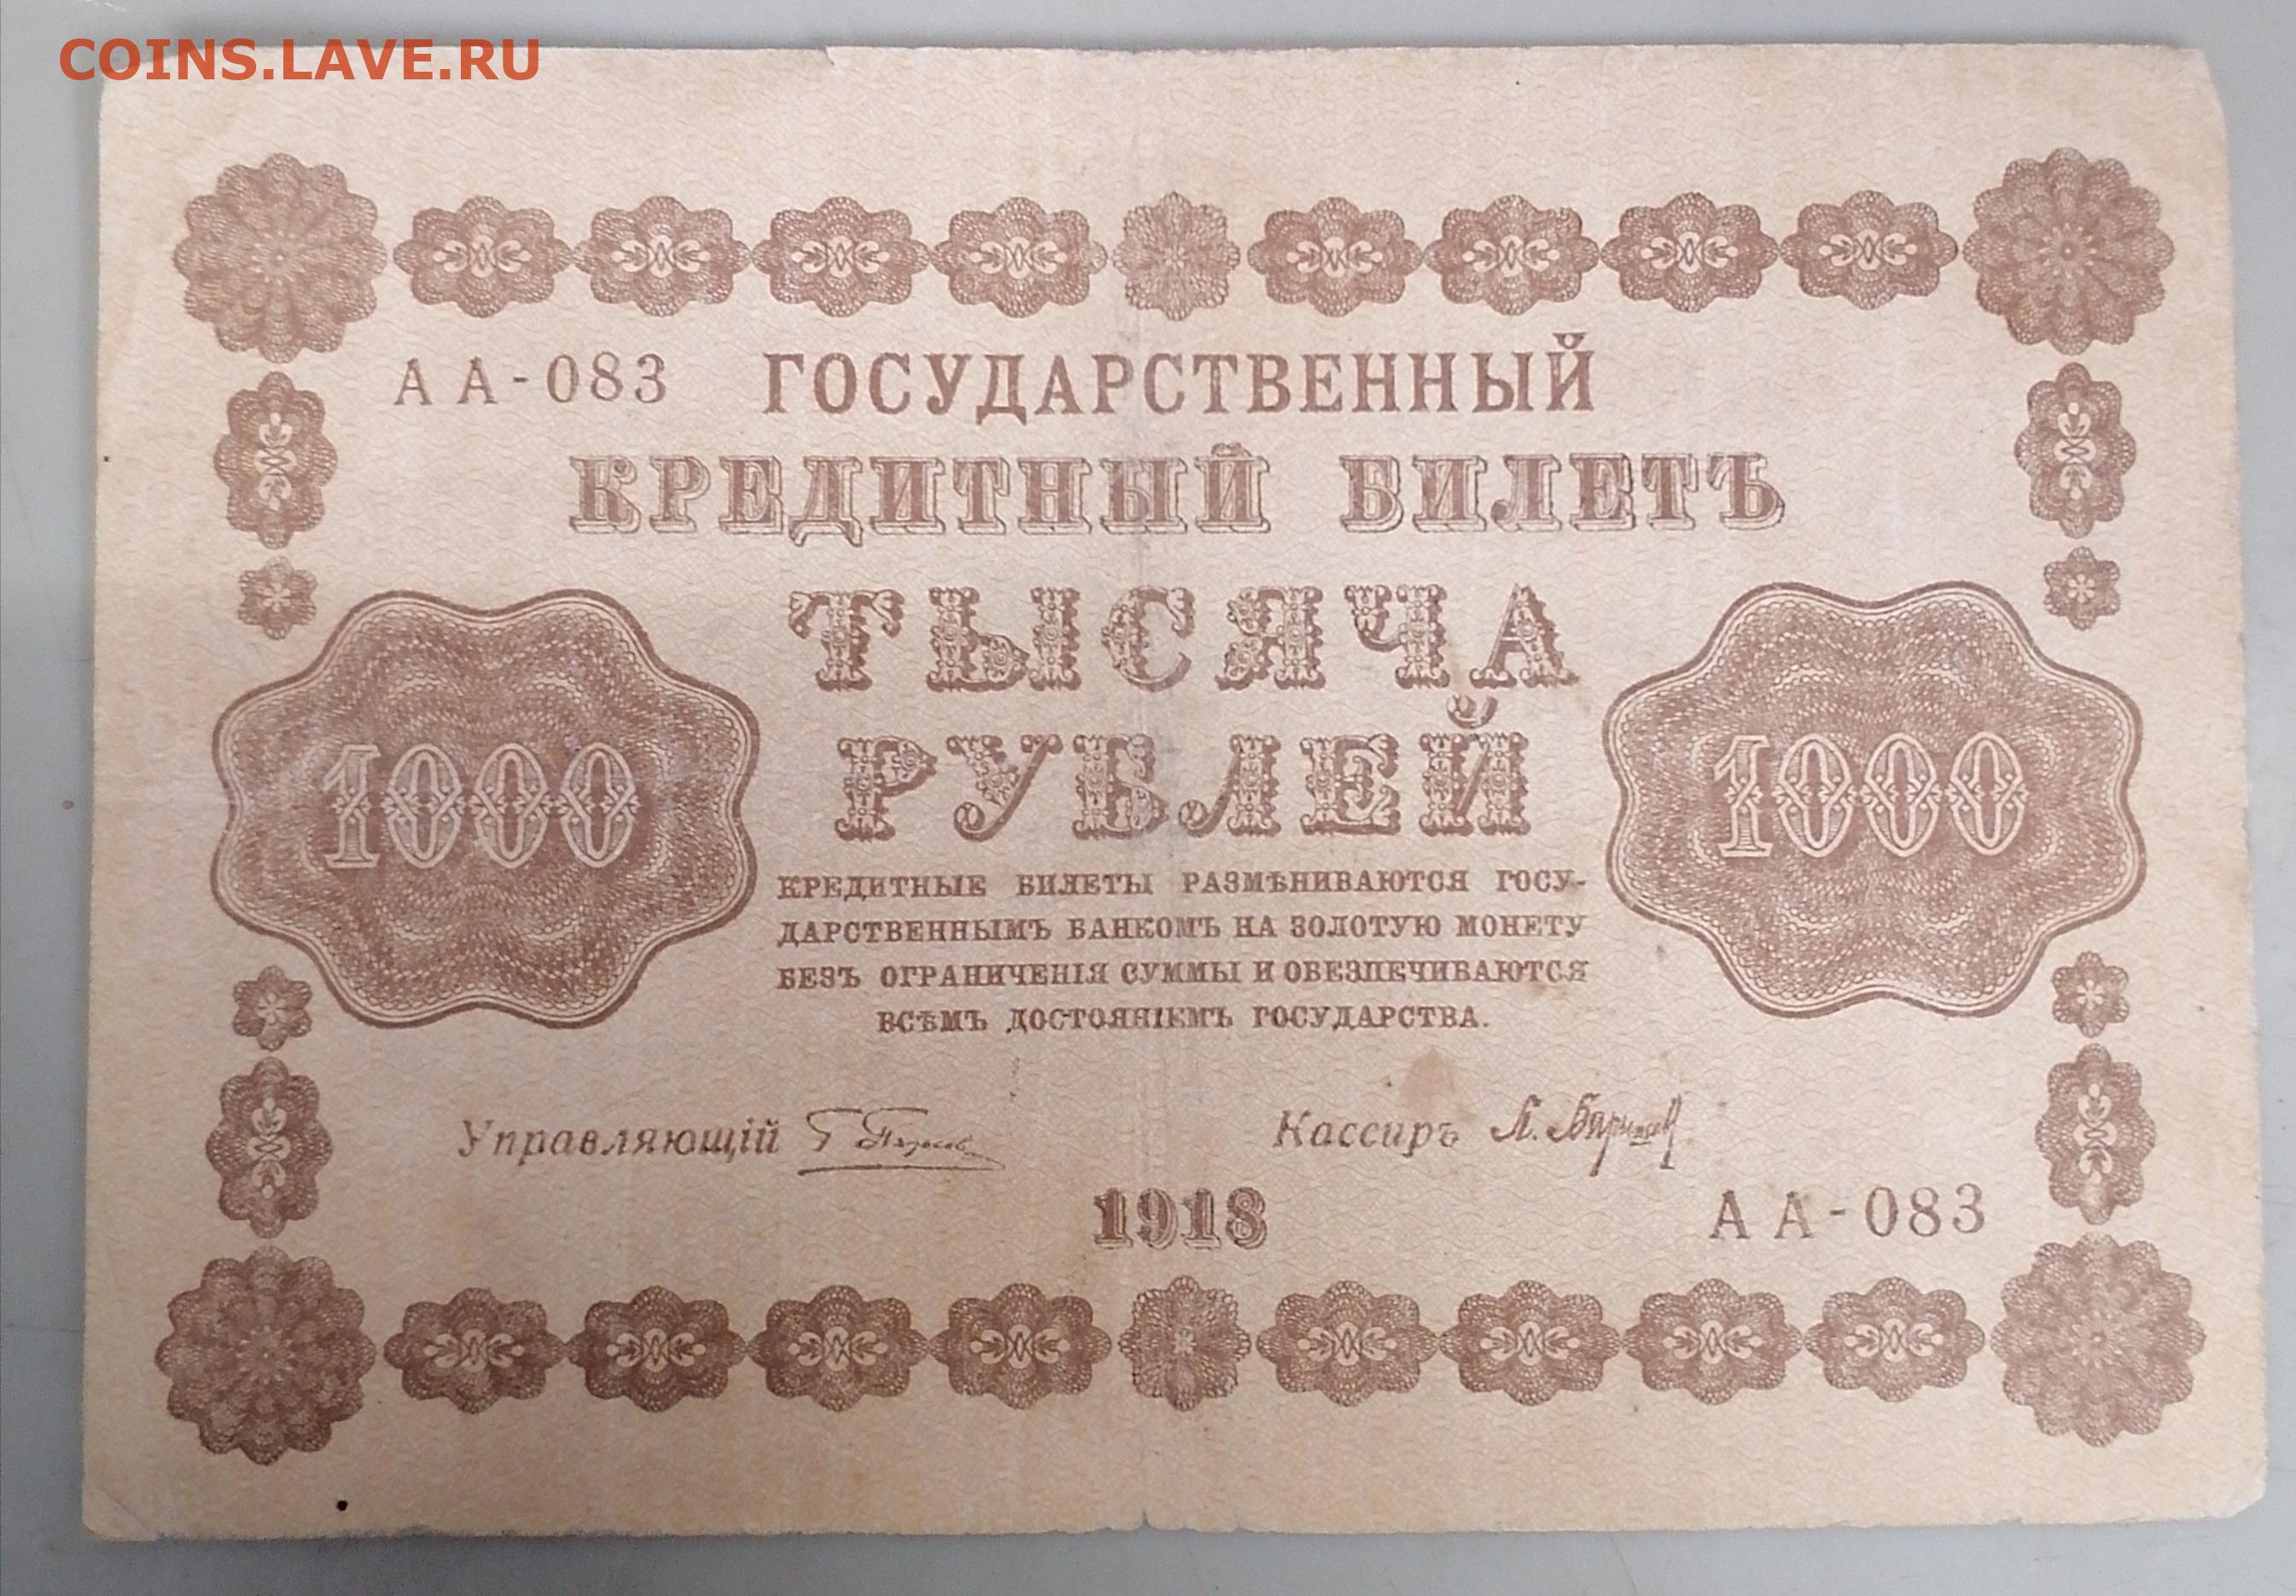 COINS.LAVE.RU
АА-083 ГОСУДАРСТВЕННЫЙ
КРЕДИТНЫЙ БИЛЕТЪ
ТЫСЯЧА
РУБЛЕЙ
1000
1000
КРЕДИТНЫЕ БИЛЕТЫ РАЗМѢНИВАЮТСЯ ГОСУ-
ДАРСТВЕННЫМЪ БАНКОМЪ НА ЗОЛОТУЮ МОНЕТУ
БЕЗЪ ОГРАНИЧЕНІЯ СУММЫ И ОБЕЗПЕЧИВАЮТСЯ
ВСѢМЪ ДОСТОЯНІЕМЪ ГОСУДАРСТВА.
Управляющій
Кассиръ
1918
АА-083